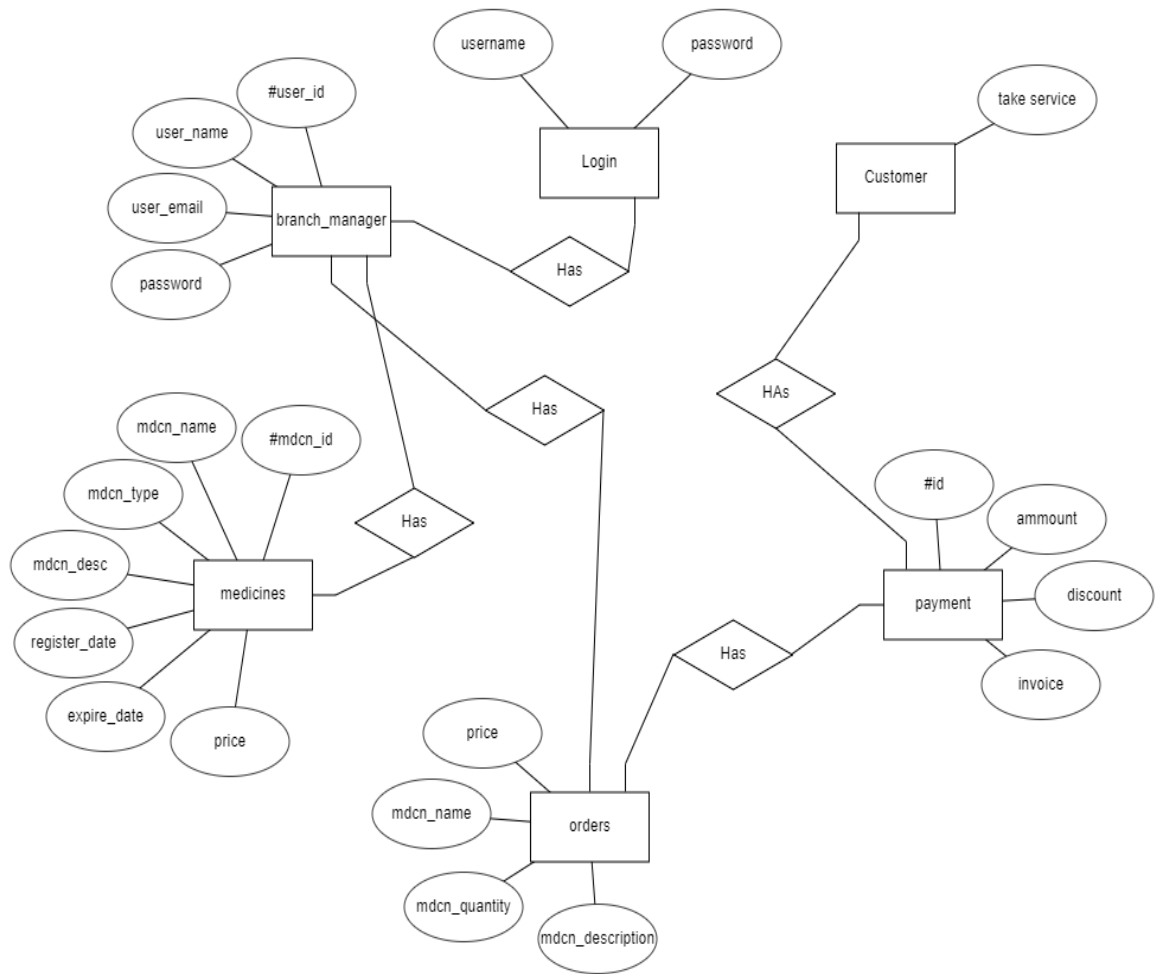 username
password
#user_id
take service
user_name
Login
Customer
user_email
branch_manager
password
Has
HAs
Has
mdcn_name
#mdcn_id
#id
mdcn_type
ammount
Has
mdcn_desc
medicines
payment
discount
register_date
Has
invoice
expire_date
price
price
mdcn_name
orders
mdcn_quantity
mdcn_description